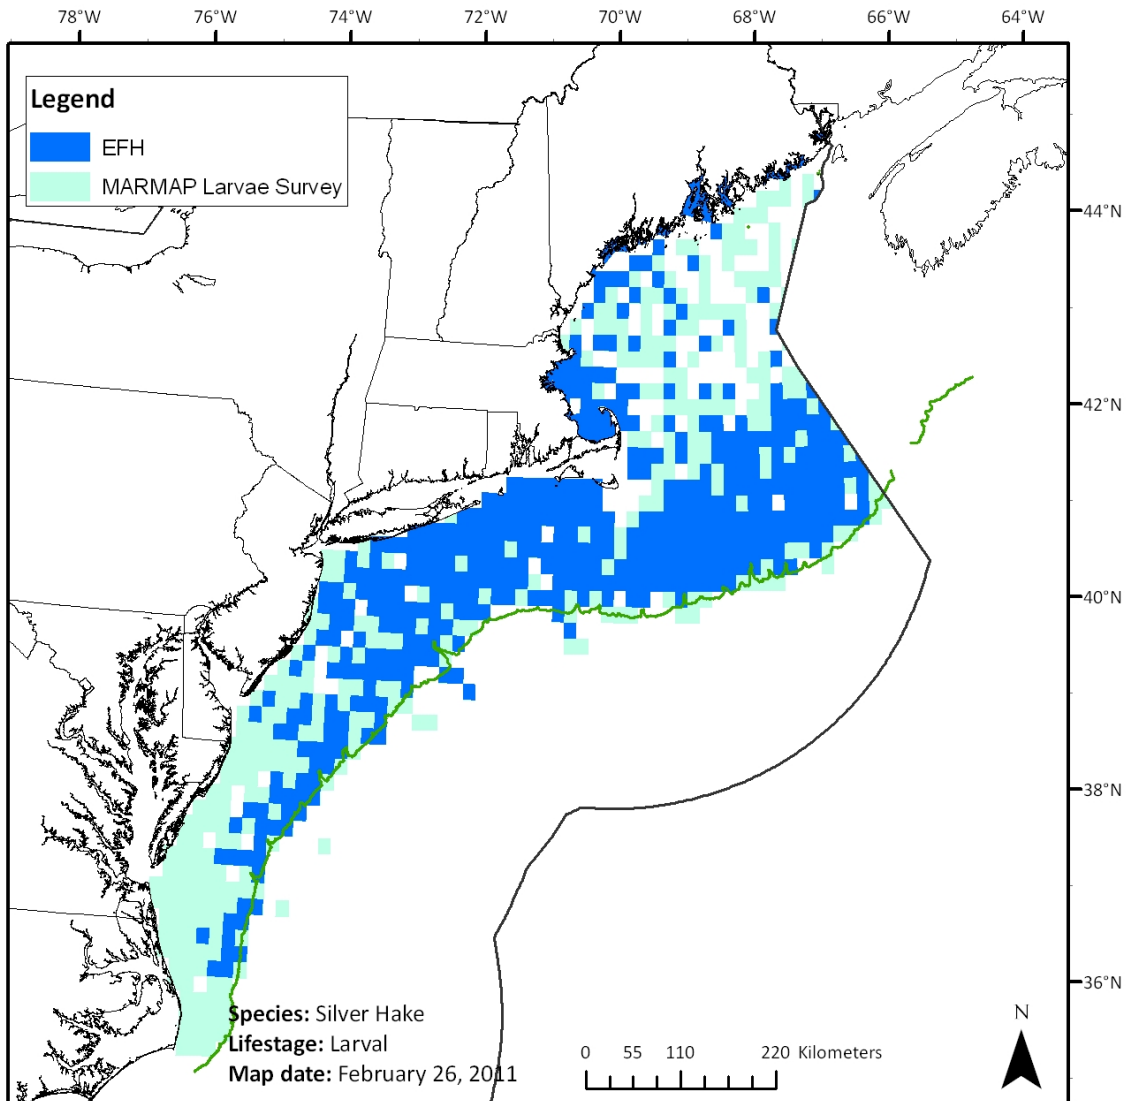 78°W 76°W 74°W 72°W 70°W 68°W 66°W 64°W
Legend
EFH
MARMAP Larvae Survey
44°N
42°N
40°N
38°N
36°N
Species: Silver Hake
Lifestage: Larval
Map date: February 26, 2011
0 55 110 220 Kilometers
N